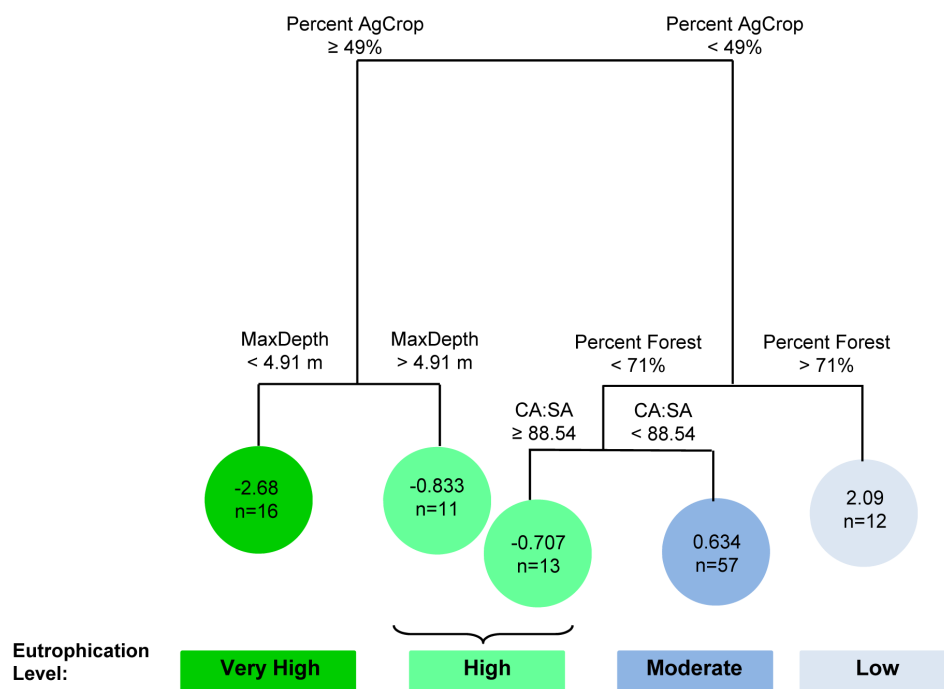 Percent AgCrop
≥ 49%
Percent AgCrop
< 49%
MaxDepth
< 4.91 m
MaxDepth
> 4.91 m
Percent Forest
< 71%
Percent Forest
> 71%
CA:SA
≥ 88.54
CA:SA
< 88.54
-2.68
n=16
-0.833
n=11
-0.707
n=13
0.634
n=57
2.09
n=12
Eutrophication
Level:
Very High
High
Moderate
Low